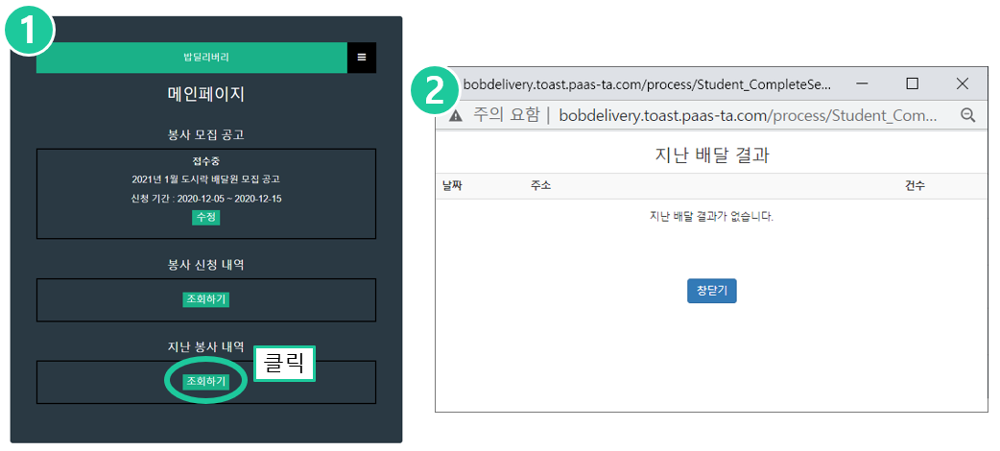 1
밥딜리버리
메인페이지
봉사 모집 공고
접수중
2021년 1월 도시락 배달원 모집 공고
신청 기간 : 2020-12-05 ~ 2020-12-15
수정
봉사 신청 내역
조회하기
지난 봉사 내역
조회하기
클릭
2
bobdelivery.toast.paas-ta.com/process/Student_CompleteSe...
주의 요함 | bobdelivery.toast.paas-ta.com/process/Student_Com...
지난 배달 결과
날짜 주소 건수
지난 배달 결과가 없습니다.
창닫기